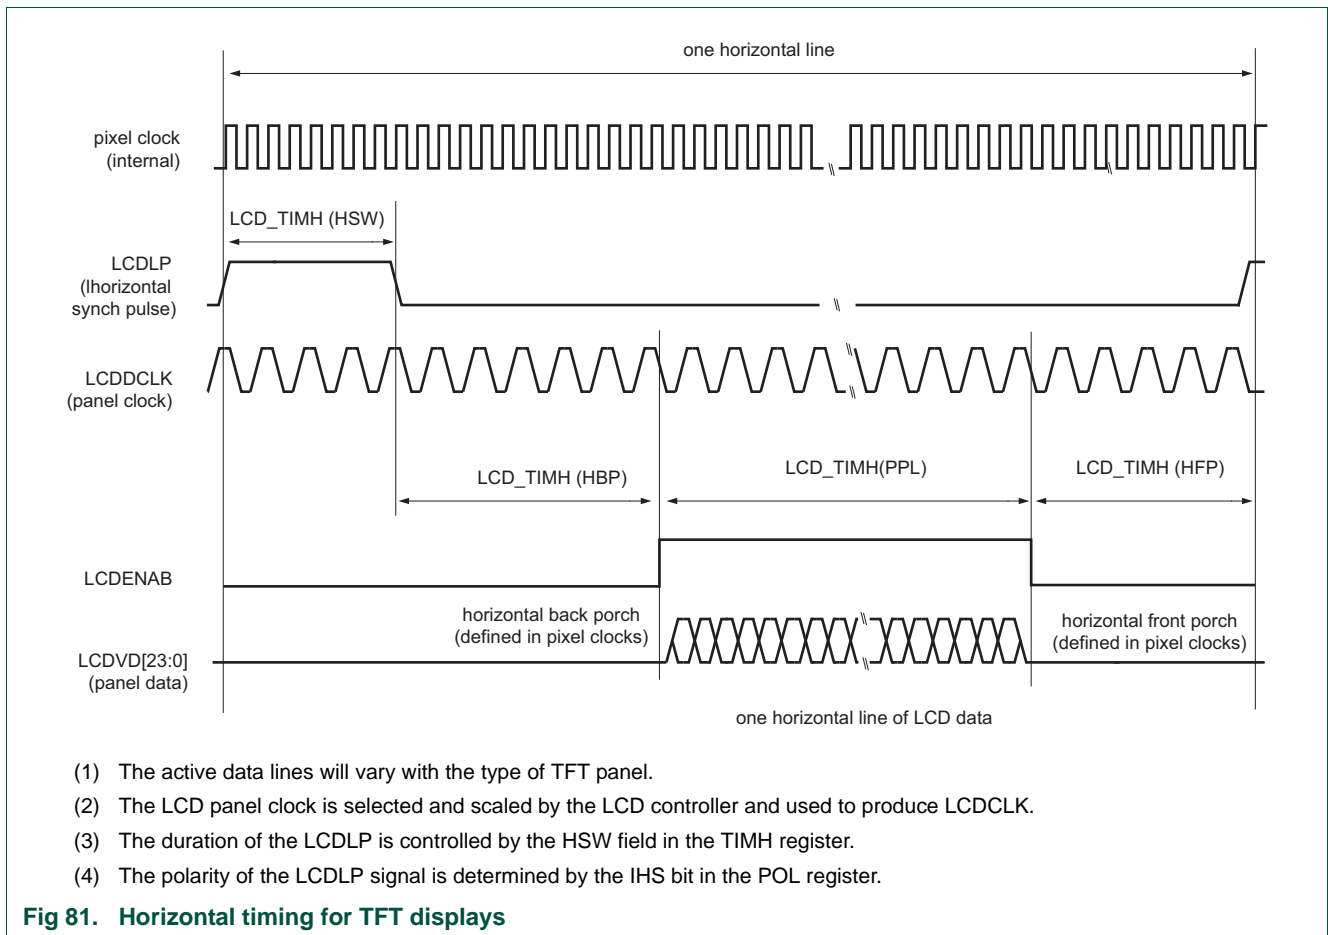 one horizontal line
pixel clock
(internal)
LCD_TIMH (HSW)
LCDLP
(lhorizontal
synch pulse)
LCDDCLK
(panel clock)
LCD_TIMH (HBP)
LCD_TIMH(PPL)
LCD_TIMH (HFP)
LCDENAB
horizontal back porch
(defined in pixel clocks)
horizontal front porch
(defined in pixel clocks)
LCDVD[23:0]
(panel data)
one horizontal line of LCD data
(1) The active data lines will vary with the type of TFT panel.
(2) The LCD panel clock is selected and scaled by the LCD controller and used to produce LCDCLK.
(3) The duration of the LCDLP is controlled by the HSW field in the TIMH register.
(4) The polarity of the LCDLP signal is determined by the IHS bit in the POL register.
Fig 81. Horizontal timing for TFT displays